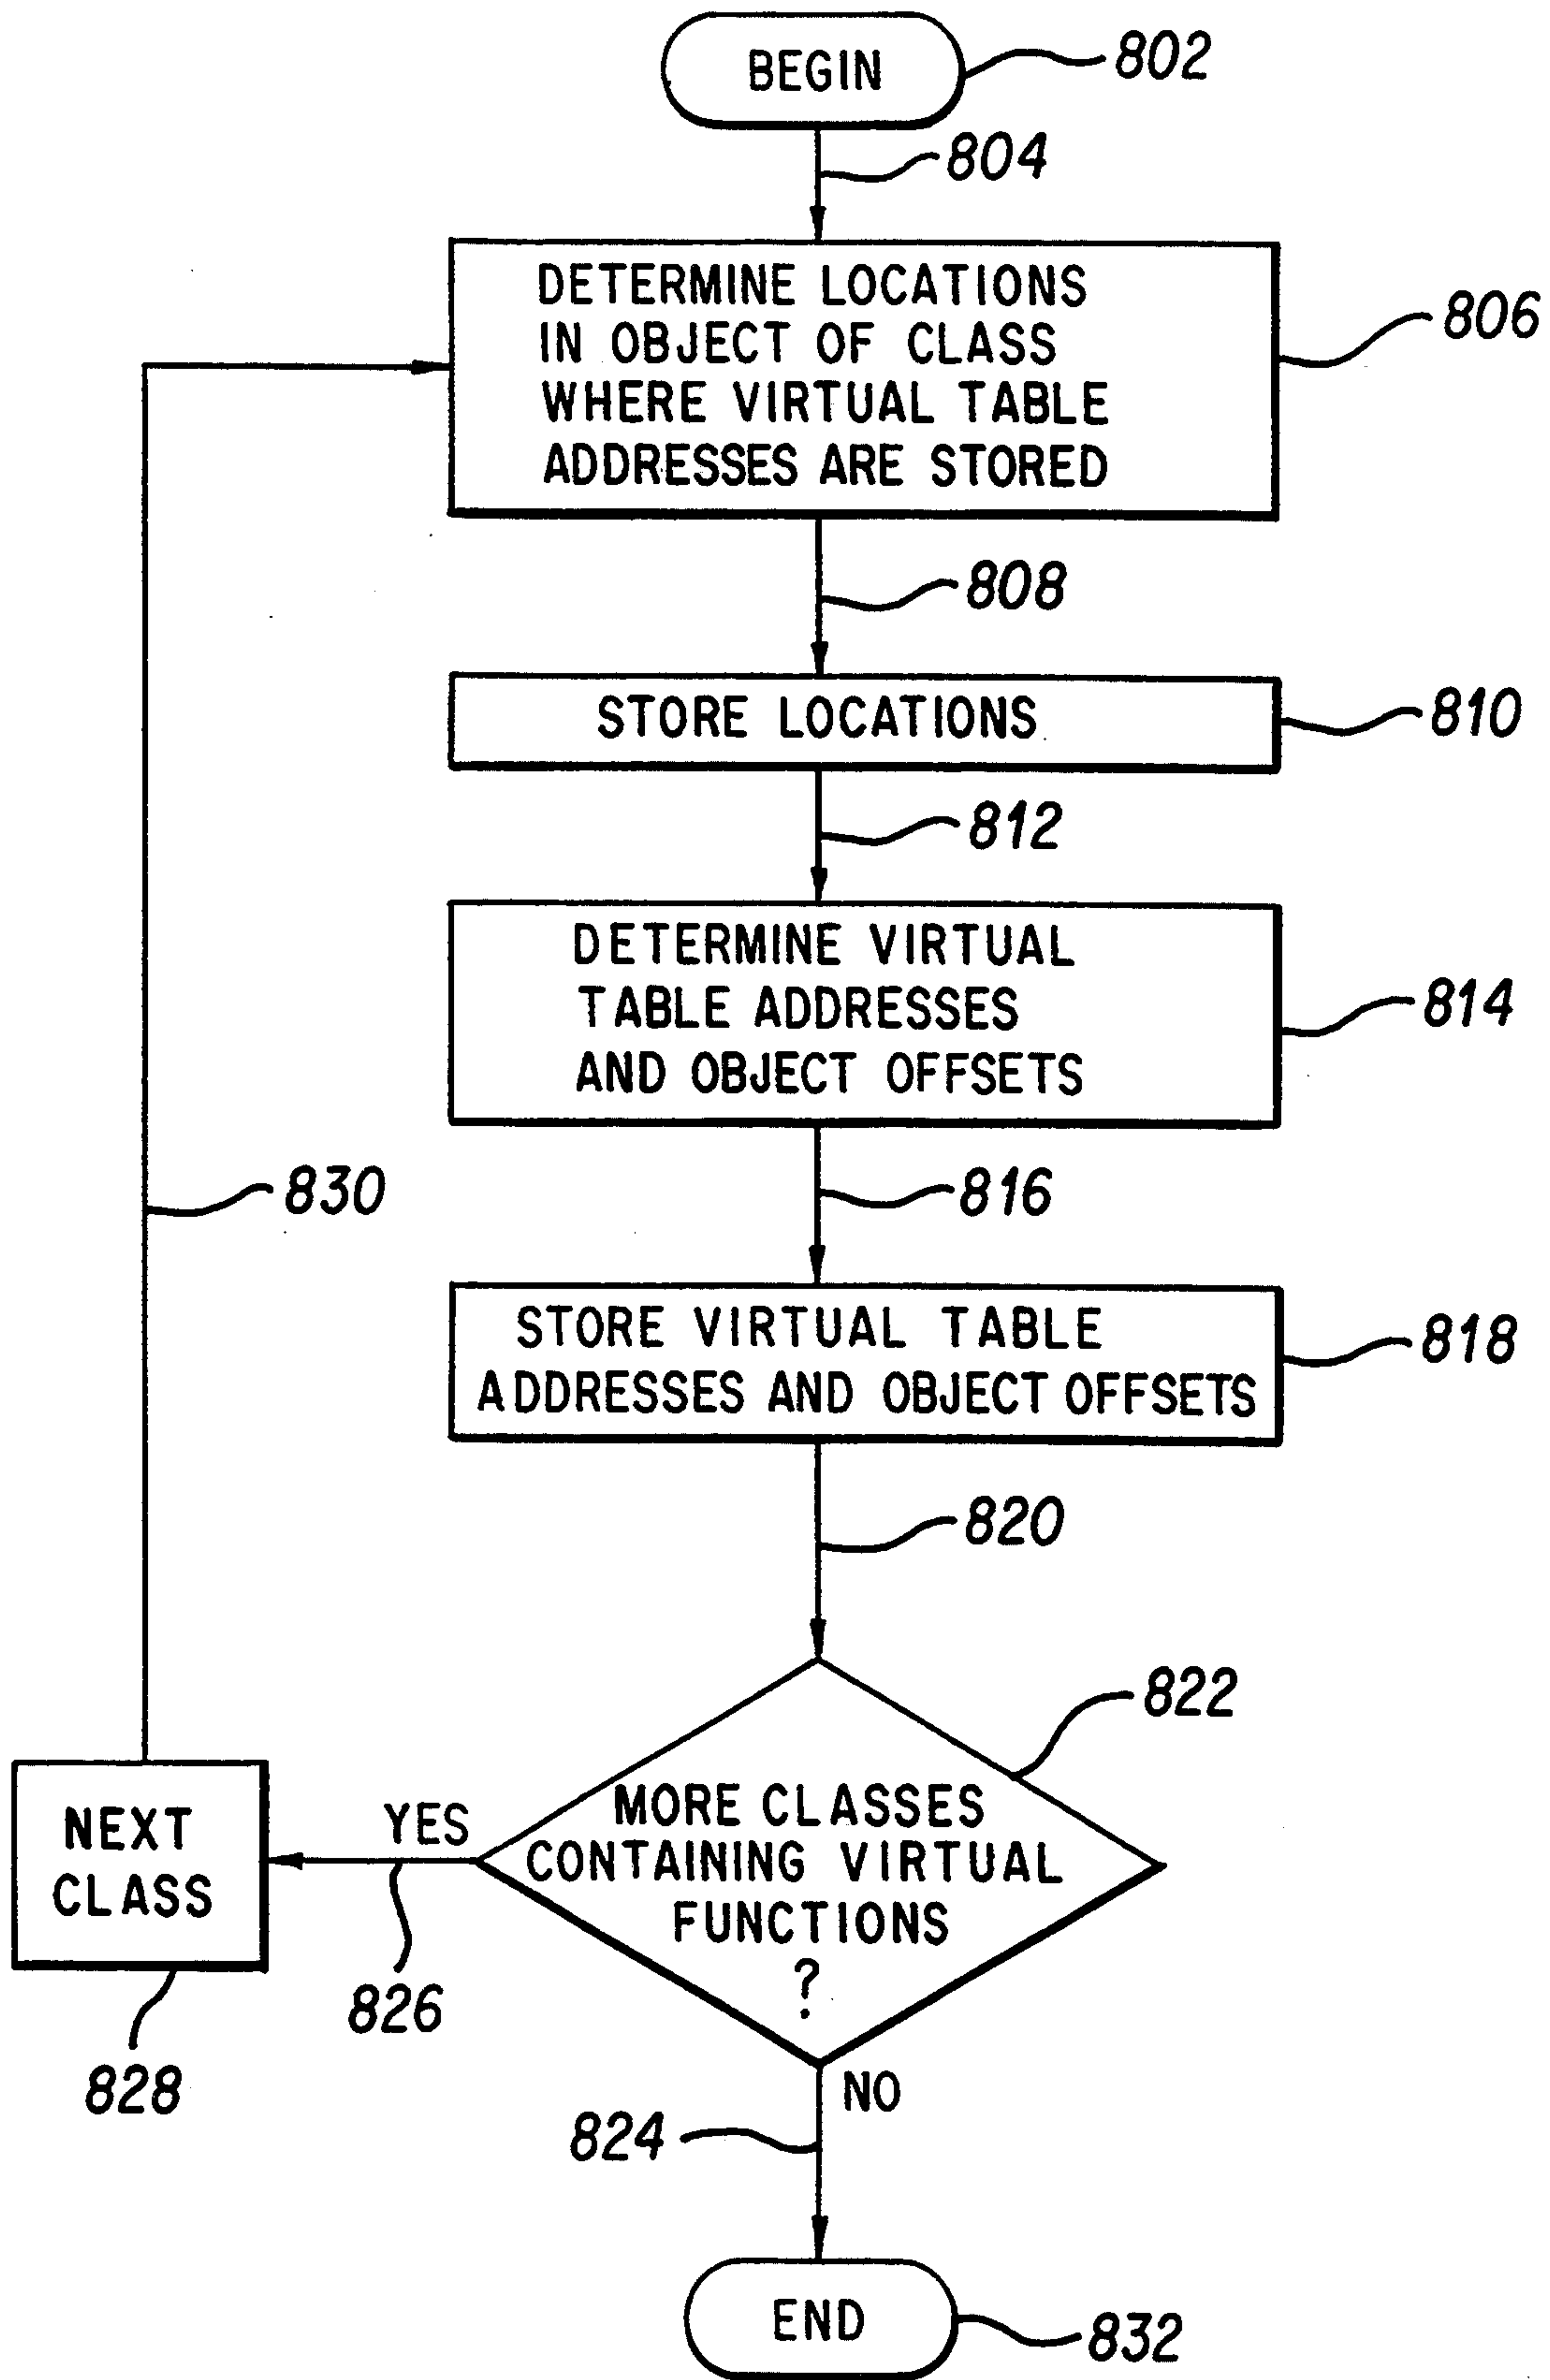 BEGIN
802
804
DETERMINE LOCATIONS
IN OBJECT OF CLASS
WHERE VIRTUAL TABLE
ADDRESSES ARE STORED
806
808
STORE LOCATIONS
810
812
DETERMINE VIRTUAL
TABLE ADDRESSES
AND OBJECT OFFSETS
814
830
816
STORE VIRTUAL TABLE
ADDRESSES AND OBJECT OFFSETS
818
820
822
MORE CLASSES
CONTAINING VIRTUAL
FUNCTIONS
?
YES
NEXT
CLASS
826
828
NO
824
END
832